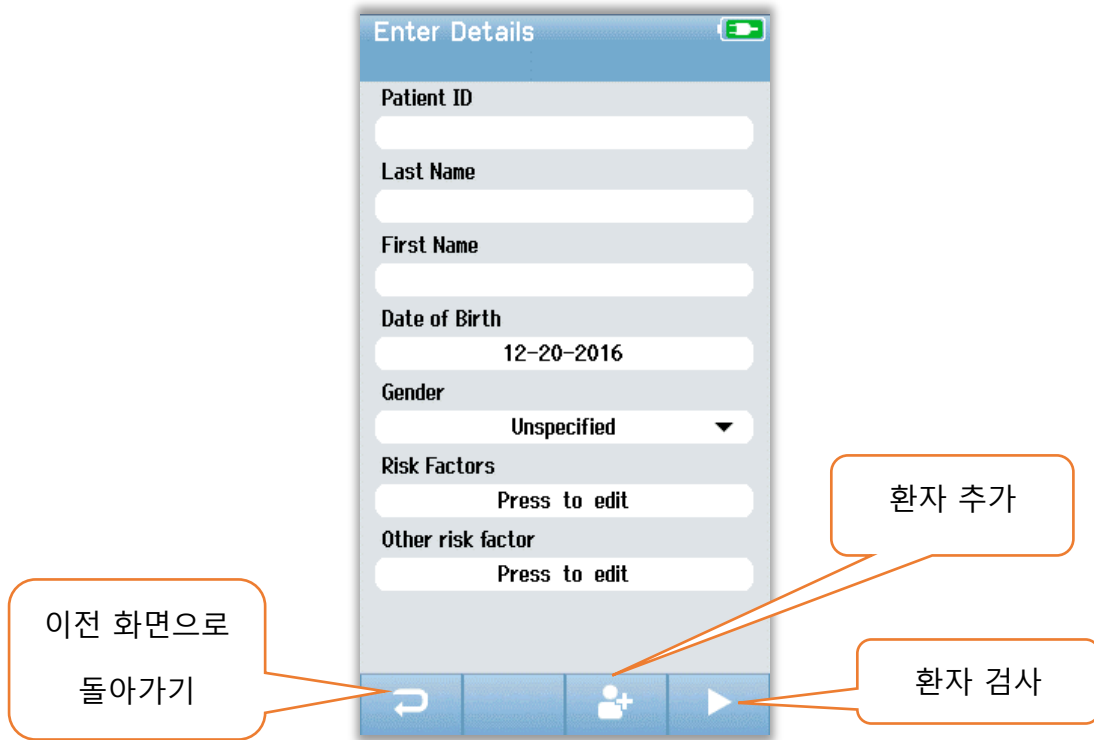 Enter Details
Patient ID
Last Name
First Name
Date of Birth
12-20-2016
Gender
Unspecified
Risk Factors
Press to edit
Other risk factor
Press to edit
환자 추가
이전 화면으로
돌아가기
환자 검사